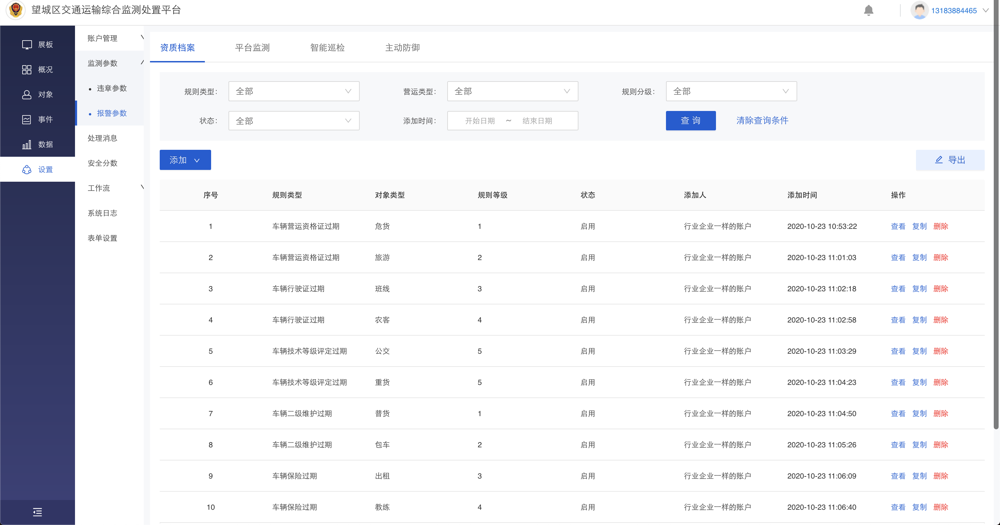 望城区交通运输综合监测处置平台
13183884465
展板
概况
对象
事件
数据
设置
账户管理
监测参数
违章参数
报警参数
处理消息
安全分数
工作流
系统日志
表单设置
资质档案 平台监测 智能巡检 主动防御
规则类型: 全部 营运类型: 全部 规则分级: 全部
状态: 全部 添加时间: 开始日期 ~ 结束日期 查 询 清除查询条件
添加 导出
序号 规则类型 对象类型 规则等级 状态 添加人 添加时间 操作
1 车辆营运资格证过期 危货 1 启用 行业企业一样的账户 2020-10-23 10:53:22 查看 复制 删除
2 车辆营运资格证过期 旅游 2 启用 行业企业一样的账户 2020-10-23 11:01:03 查看 复制 删除
3 车辆行驶证过期 班线 3 启用 行业企业一样的账户 2020-10-23 11:02:18 查看 复制 删除
4 车辆行驶证过期 农客 4 启用 行业企业一样的账户 2020-10-23 11:02:58 查看 复制 删除
5 车辆技术等级评定过期 公交 5 启用 行业企业一样的账户 2020-10-23 11:03:29 查看 复制 删除
6 车辆技术等级评定过期 重货 5 启用 行业企业一样的账户 2020-10-23 11:04:23 查看 复制 删除
7 车辆二级维护过期 普货 1 启用 行业企业一样的账户 2020-10-23 11:04:50 查看 复制 删除
8 车辆二级维护过期 包车 2 启用 行业企业一样的账户 2020-10-23 11:05:26 查看 复制 删除
9 车辆保险过期 出租 3 启用 行业企业一样的账户 2020-10-23 11:06:09 查看 复制 删除
10 车辆保险过期 教练 4 启用 行业企业一样的账户 2020-10-23 11:06:40 查看 复制 删除